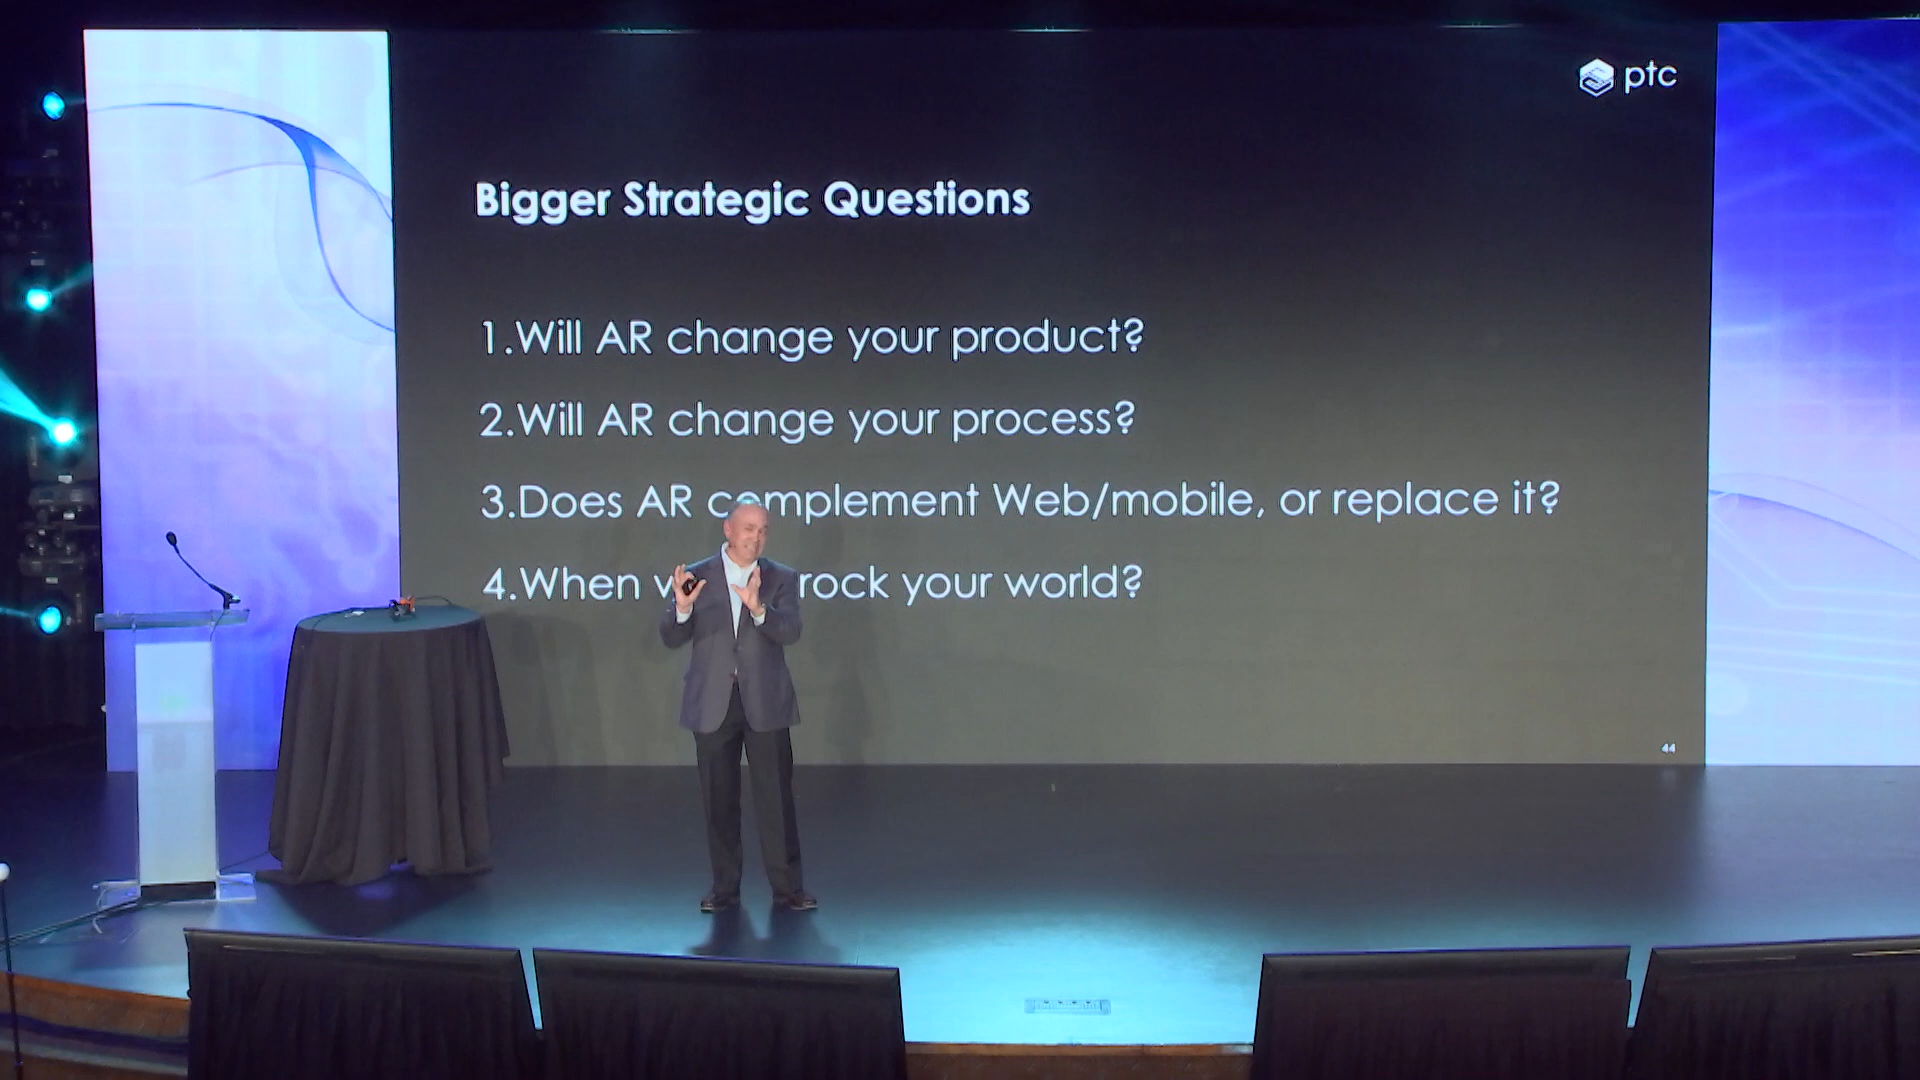 ptc
Bigger Strategic Questions
1.Will AR change your product?
2.Will AR change your process?
3.Does AR complement Web/mobile, or replace it?
4.When rock your world?
44